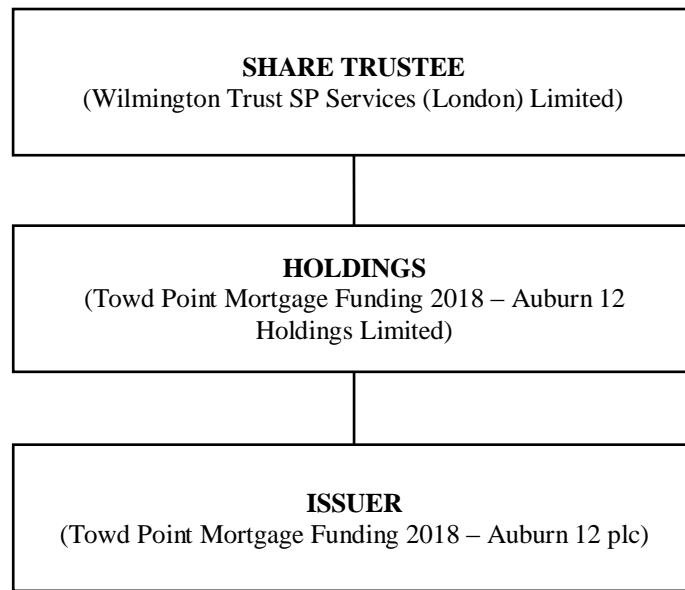 SHARE TRUSTEE
(Wilmington Trust SP Services (London) Limited)
HOLDINGS
(Towd Point Mortgage Funding 2018 – Auburn 12
Holdings Limited)
ISSUER
(Towd Point Mortgage Funding 2018 – Auburn 12 plc)